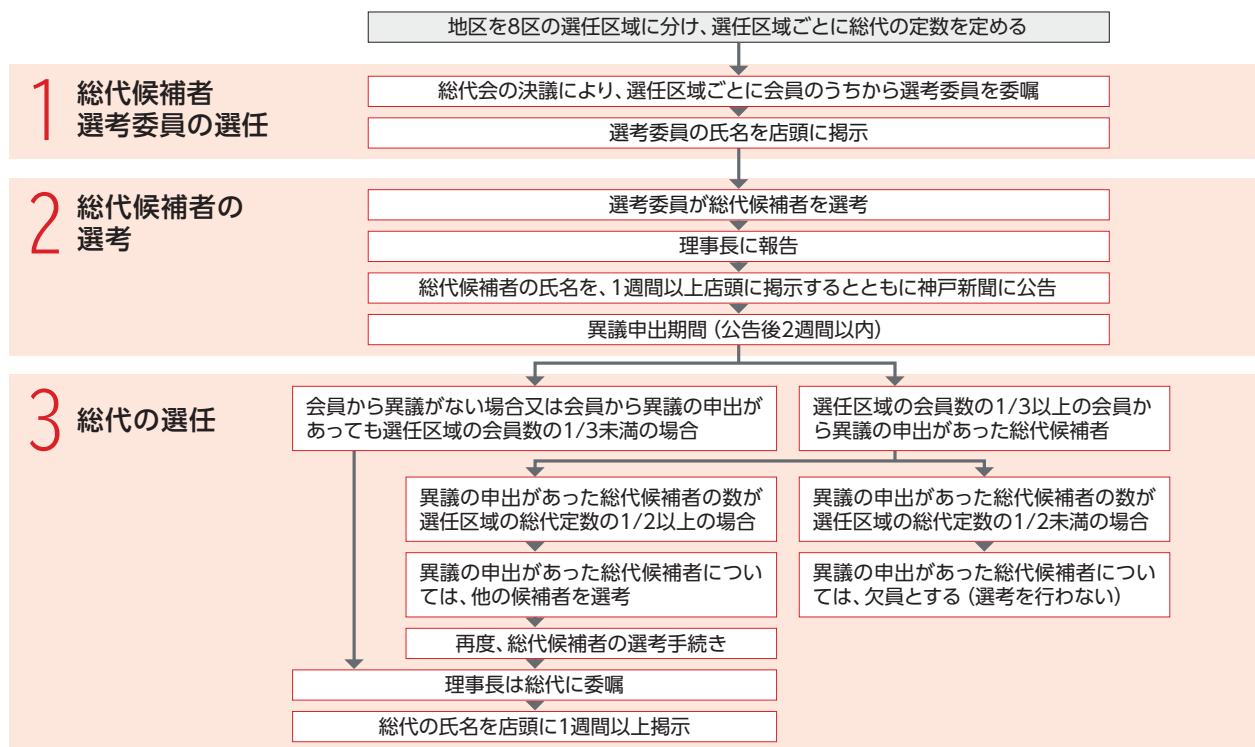 地区を8区の選任区域に分け、選任区域ごとに総代の定数を定める
1
総代候補者
選考委員の選任
総代会の決議により、選任区域ごとに会員のうちから選考委員を委嘱
選考委員の氏名を店頭に掲示
2
総代候補者の
選考
選考委員が総代候補者を選考
理事長に報告
総代候補者の氏名を、1週間以上店頭に掲示するとともに神戸新聞に公告
異議申出期間（公告後2週間以内）
3
総代の選任
会員から異議がない場合又は会員から異議の申出が
あっても選任区域の会員数の1/3未満の場合
選任区域の会員数の1/3以上の会員か
ら異議の申出があった総代候補者
異議の申出があった総代候補者の数が
選任区域の総代定数の1/2以上の場合
異議の申出があった総代候補者の数が
選任区域の総代定数の1/2未満の場合
異議の申出があった総代候補者につい
ては、他の候補者を選考
異議の申出があった総代候補者につい
ては、欠員とする（選考を行わない）
再度、総代候補者の選考手続き
理事長は総代に委嘱
総代の氏名を店頭に1週間以上掲示